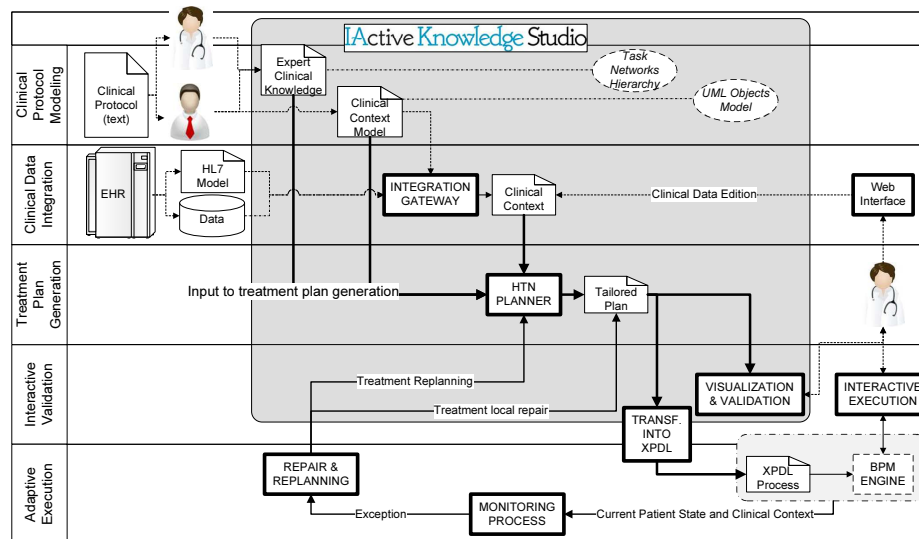 IActive Knowledge Studio
Clinical
Protocol
Modeling
Clinical
Protocol
(text)
Expert
Clinical
Knowledge
Clinical
Context
Model
Task
Networks
Hierarchy
UML Objects
Model
Clinical Data
Integration
EHR
HL7
Model
Data
INTEGRATION
GATEWAY
Clinical
Context
Clinical Data Edition
Web
Interface
Treatment
Plan
Generation
Input to treatment plan generation
HTN
PLANNER
Tailored
Plan
Interactive
Validation
Treatment Replanning
Treatment local repair
VISUALIZATION
& VALIDATION
INTERACTIVE
EXECUTION
TRANSF.
INTO
XPDL
Adaptive
Execution
REPAIR &
REPLANNING
Exception
MONITORING
PROCESS
Current Patient State and Clinical Context
XPDL
Process
BPM
ENGINE